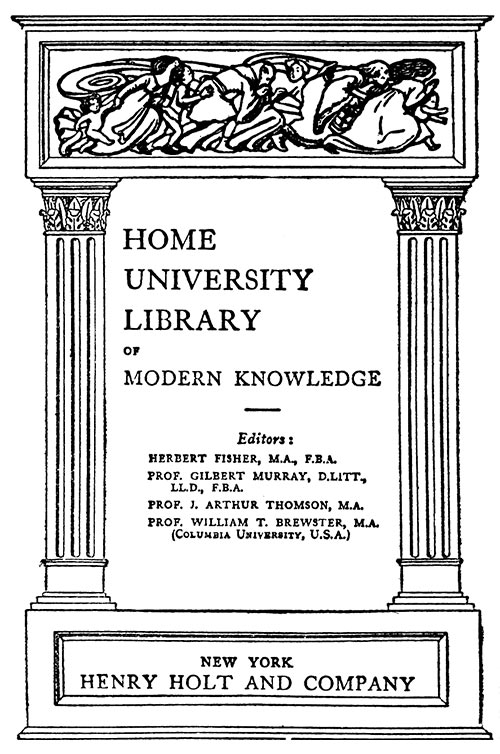 HOME
UNIVERSITY
LIBRARY
OF
MODERN KNOWLEDGE
Editors:
HERBERT FISHER, M.A., F.B.A.
PROF. GILBERT MURRAY, D.LITT.,
LL.D., F.B.A.
PROF. J. ARTHUR THOMSON, M.A.
PROF. WILLIAM T. BREWSTER, M.A.
(COLUMBIA UNIVERSITY, U.S.A.)
NEW YORK
HENRY HOLT AND COMPANY